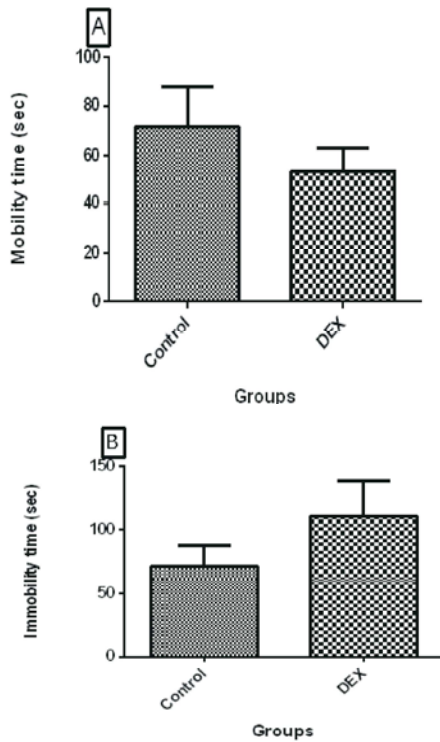 A
Mobility time (sec)
100
80
60
40
20
0
Control
DEX
Groups
B
Immobility time (sec)
150
100
50
0
Control
DEX
Groups